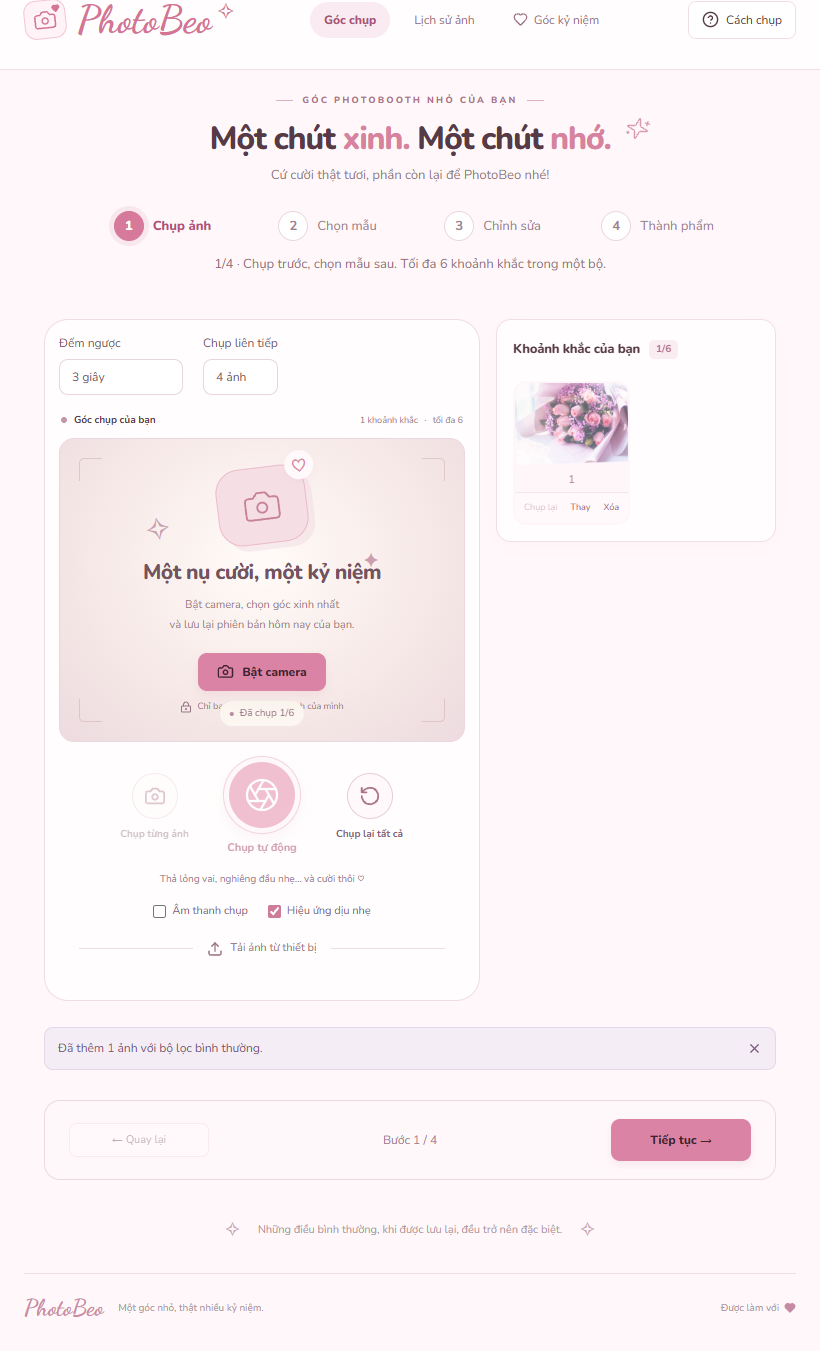 PhotoBeo
Góc chụp
Lịch sử ảnh
Góc kỷ niệm
Cách chụp
GÓC PHOTOBOOTH NHỎ CỦA BẠN
Một chút xinh. Một chút nhớ.
Cứ cười thật tươi, phần còn lại để PhotoBeo nhé!
1 Chụp ảnh
2 Chọn mẫu
3 Chỉnh sửa
4 Thành phẩm
1/4 · Chụp trước, chọn mẫu sau. Tối đa 6 khoảnh khắc trong một bộ.
Đếm ngược
Chụp liên tiếp
3 giây
4 ảnh
Góc chụp của bạn
1 khoảnh khắc · tối đa 6
Một nụ cười, một kỷ niệm
Bật camera, chọn góc xinh nhất
và lưu lại phiên bản hôm nay của bạn.
Bật camera
Chỉ
của mình
Đã chụp 1/6
Chụp từng ảnh
Chụp tự động
Chụp lại tất cả
Thả lỏng vai, nghiêng đầu nhẹ... và cười thôi ♡
Âm thanh chụp
Hiệu ứng dịu nhẹ
Tải ảnh từ thiết bị
Khoảnh khắc của bạn 1/6
1
Chụp lại
Thay
Xóa
Đã thêm 1 ảnh với bộ lọc bình thường.
← Quay lại
Bước 1 / 4
Tiếp tục →
Những điều bình thường, khi được lưu lại, đều trở nên đặc biệt.
PhotoBeo
Một góc nhỏ, thật nhiều kỷ niệm.
Được làm với